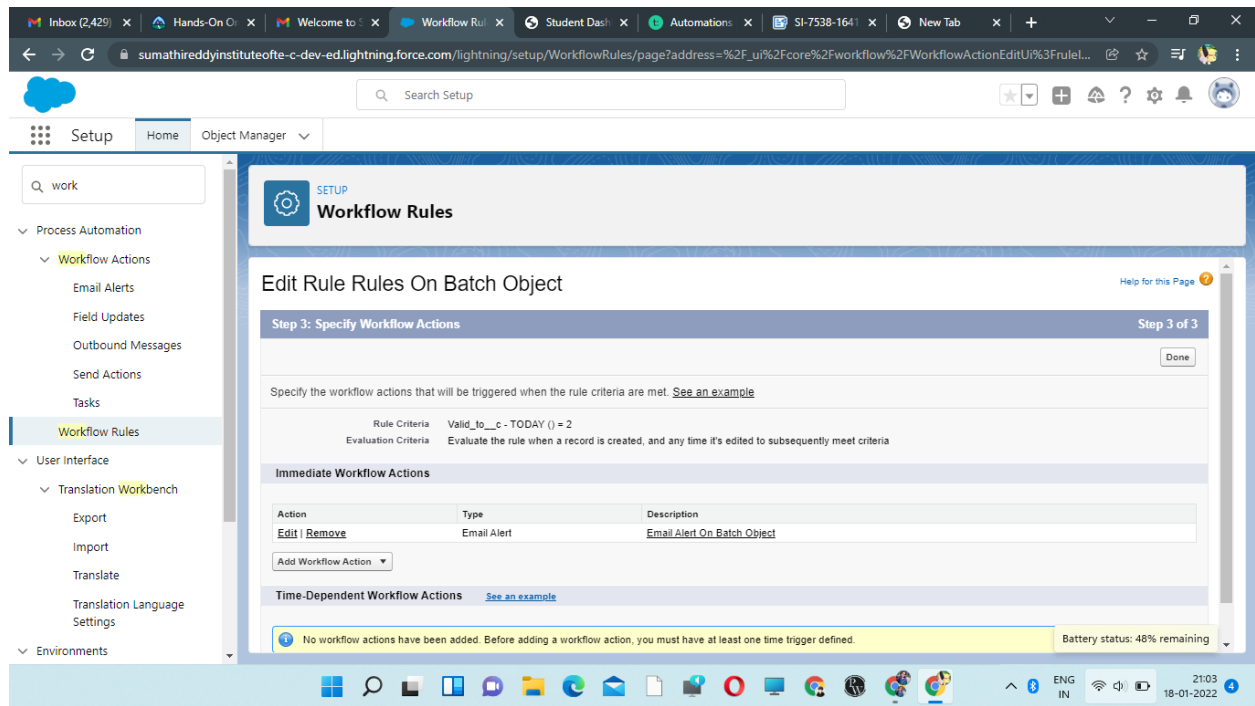 Inbox (2,429)
Hands-On Or
Welcome to S
Workflow Rul
Student Dash
Automations
SI-7538-1641
New Tab
sumathireddyinstituteofte-c-dev-ed.lightning.force.com/lightning/setup/WorkflowRules/page?address=%2F_ui%2Fcore%2Fworkflow%2FWorkflowActionEditUi%3Frulel...
Search Setup
Setup Home Object Manager
work
SETUP
Workflow Rules
Process Automation
Workflow Actions
Email Alerts
Field Updates
Outbound Messages
Send Actions
Tasks
Workflow Rules
User Interface
Translation Workbench
Export
Import
Translate
Translation Language
Settings
Environments
Edit Rule Rules On Batch Object
Help for this Page
Step 3: Specify Workflow Actions Step 3 of 3
Done
Specify the workflow actions that will be triggered when the rule criteria are met. See an example
Rule Criteria Valid_to__c - TODAY () = 2
Evaluation Criteria Evaluate the rule when a record is created, and any time it's edited to subsequently meet criteria
Immediate Workflow Actions
Action Type Description
Edit | Remove Email Alert Email Alert On Batch Object
Add Workflow Action
Time-Dependent Workflow Actions See an example
No workflow actions have been added. Before adding a workflow action, you must have at least one time trigger defined.
Battery status: 48% remaining
ENG
IN
21:03
18-01-2022
4